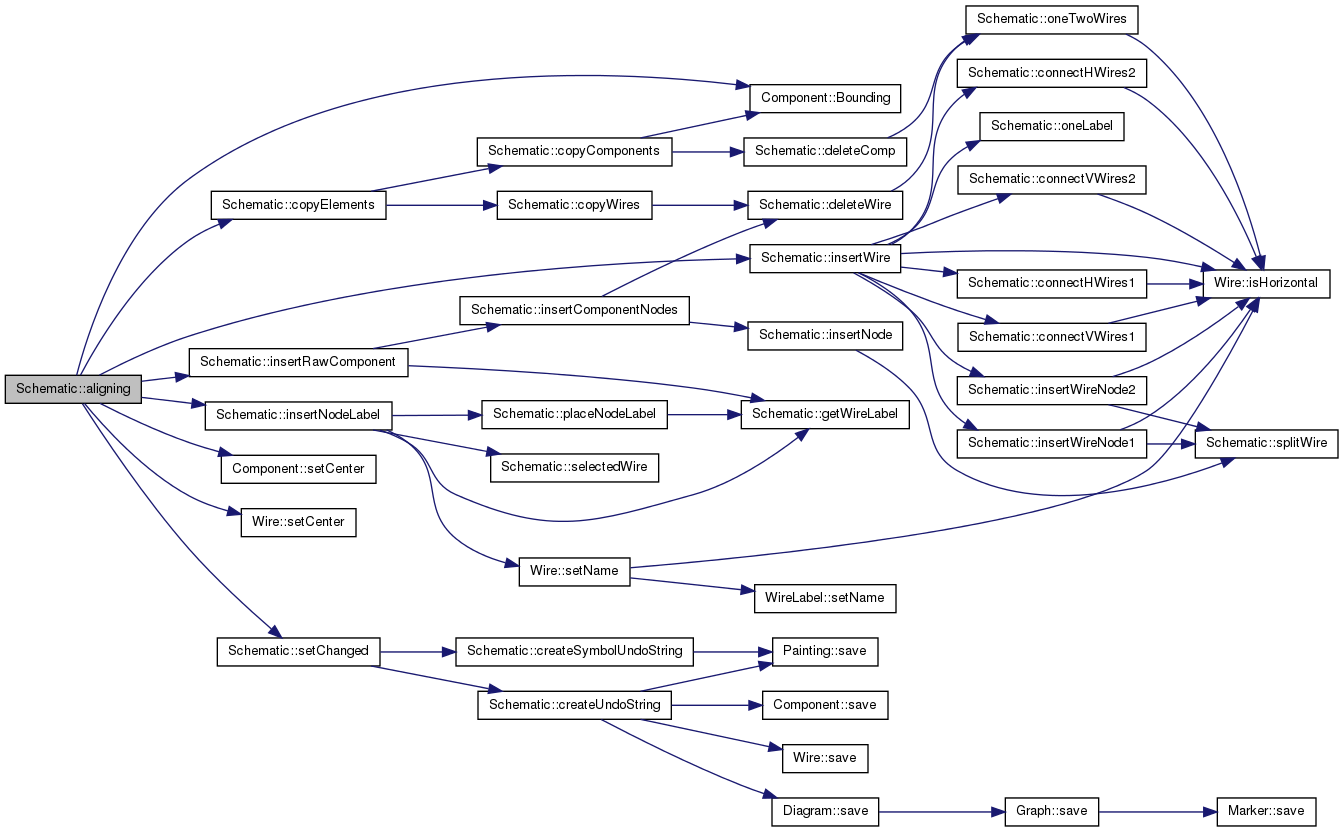 Schematic::oneTwoWires
Schematic::connectHWires2
Component::Bounding
Schematic::oneLabel
Schematic::copyComponents
Schematic::deleteComp
Schematic::connectVWires2
Schematic::copyElements
Schematic::copyWires
Schematic::deleteWire
Schematic::insertWire
Schematic::connectHWires1
Wire::isHorizontal
Schematic::insertComponentNodes
Schematic::insertNode
Schematic::connectVWires1
Schematic::insertRawComponent
Schematic::aligning
Schematic::insertWireNode2
Schematic::insertNodeLabel
Schematic::placeNodeLabel
Schematic::getWireLabel
Schematic::insertWireNode1
Schematic::splitWire
Component::setCenter
Schematic::selectedWire
Wire::setCenter
Wire::setName
WireLabel::setName
Schematic::setChanged
Schematic::createSymbolUndoString
Painting::save
Schematic::createUndoString
Component::save
Wire::save
Diagram::save
Graph::save
Marker::save